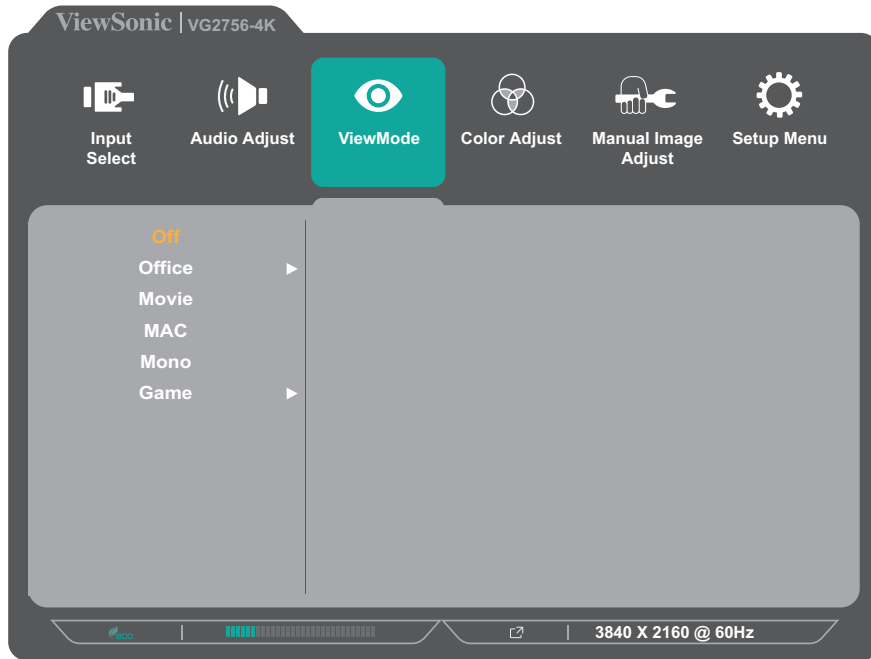 ViewSonic | VG2756-4K
Input
Select
Audio Adjust
ViewMode
Color Adjust
Manual Image
Adjust
Setup Menu
Off
Office
Movie
MAC
Mono
Game
eco
3840 X 2160 @ 60Hz